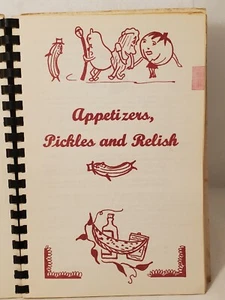 Appetizers,
Pickles and Relish